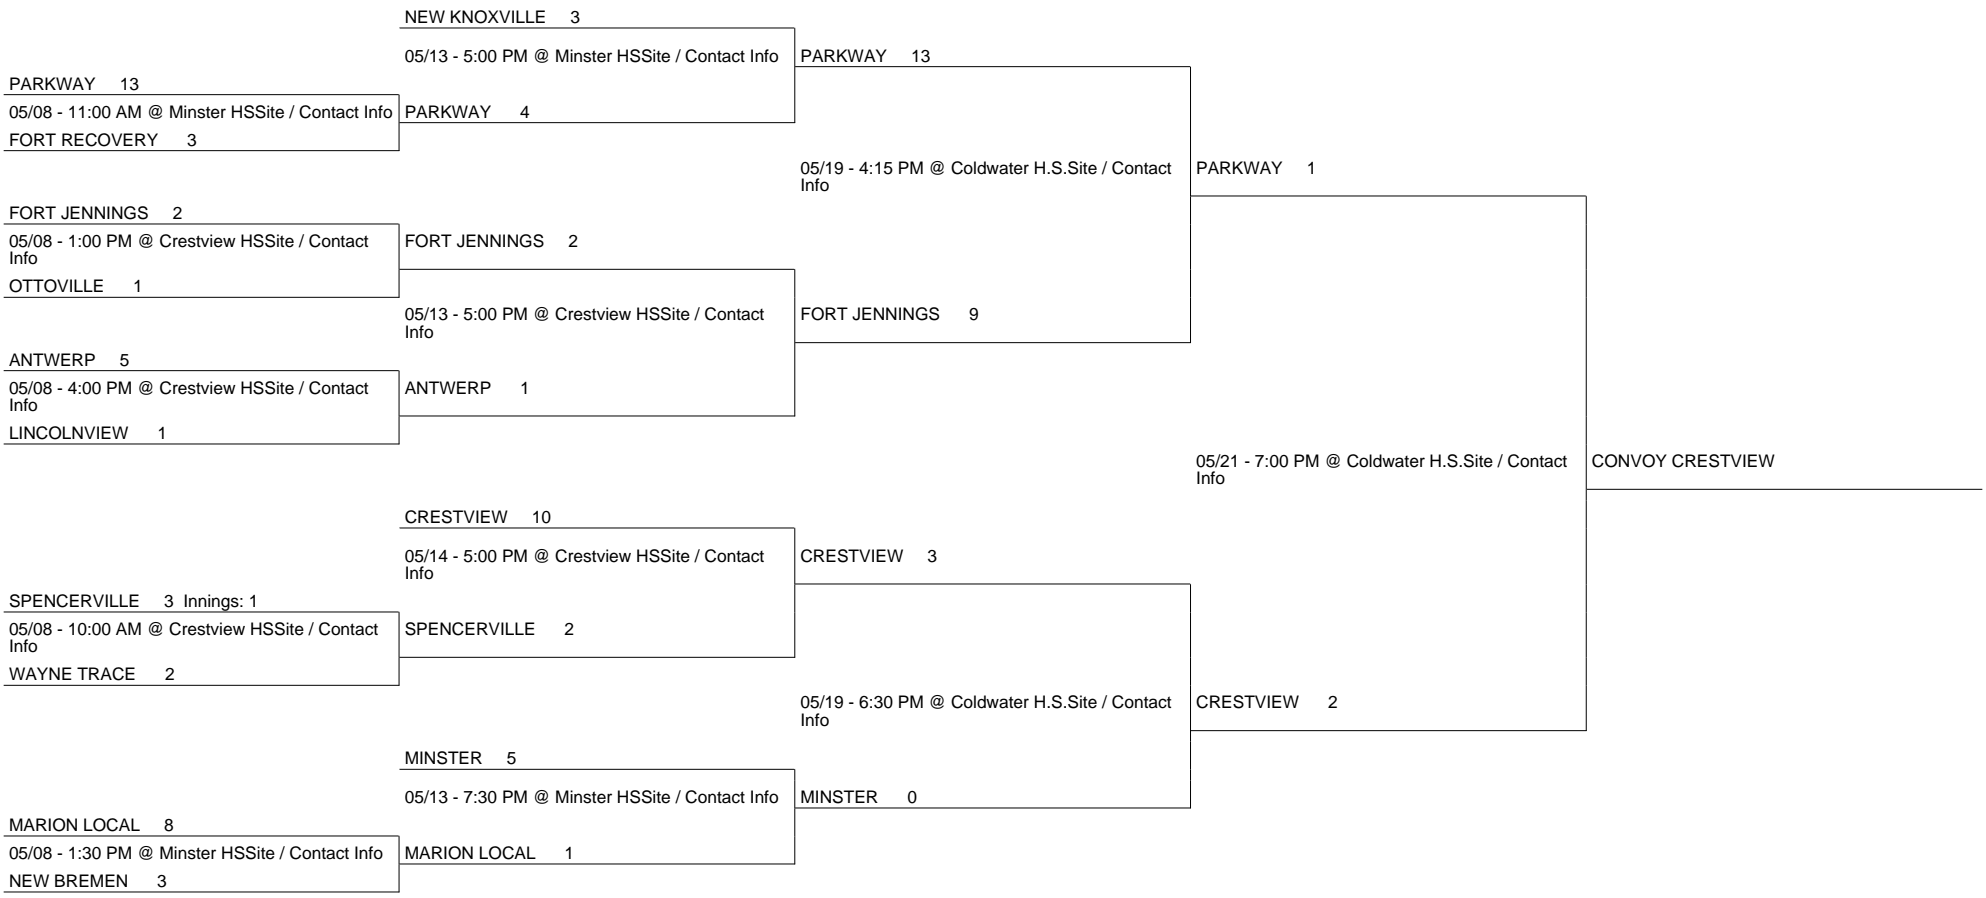 NEW KNOXVILLE 3
05/13 - 5:00 PM @ Minster HSSite / Contact Info
PARKWAY 13
PARKWAY 13
05/08 - 11:00 AM @ Minster HSSite / Contact Info
PARKWAY 4
FORT RECOVERY 3
05/19 - 4:15 PM @ Coldwater H.S.Site / Contact
Info
PARKWAY 1
FORT JENNINGS 2
05/08 - 1:00 PM @ Crestview HSSite / Contact
Info
FORT JENNINGS 2
OTTOVILLE 1
05/13 - 5:00 PM @ Crestview HSSite / Contact
Info
FORT JENNINGS 9
ANTWERP 5
05/08 - 4:00 PM @ Crestview HSSite / Contact
Info
ANTWERP 1
LINCOLNVIEW 1
05/21 - 7:00 PM @ Coldwater H.S.Site / Contact
Info
CONVOY CRESTVIEW
CRESTVIEW 10
05/14 - 5:00 PM @ Crestview HSSite / Contact
Info
CRESTVIEW 3
SPENCERVILLE 3 Innings: 1
05/08 - 10:00 AM @ Crestview HSSite / Contact
Info
SPENCERVILLE 2
WAYNE TRACE 2
05/19 - 6:30 PM @ Coldwater H.S.Site / Contact
Info
CRESTVIEW 2
MINSTER 5
05/13 - 7:30 PM @ Minster HSSite / Contact Info
MINSTER 0
MARION LOCAL 8
05/08 - 1:30 PM @ Minster HSSite / Contact Info
MARION LOCAL 1
NEW BREMEN 3